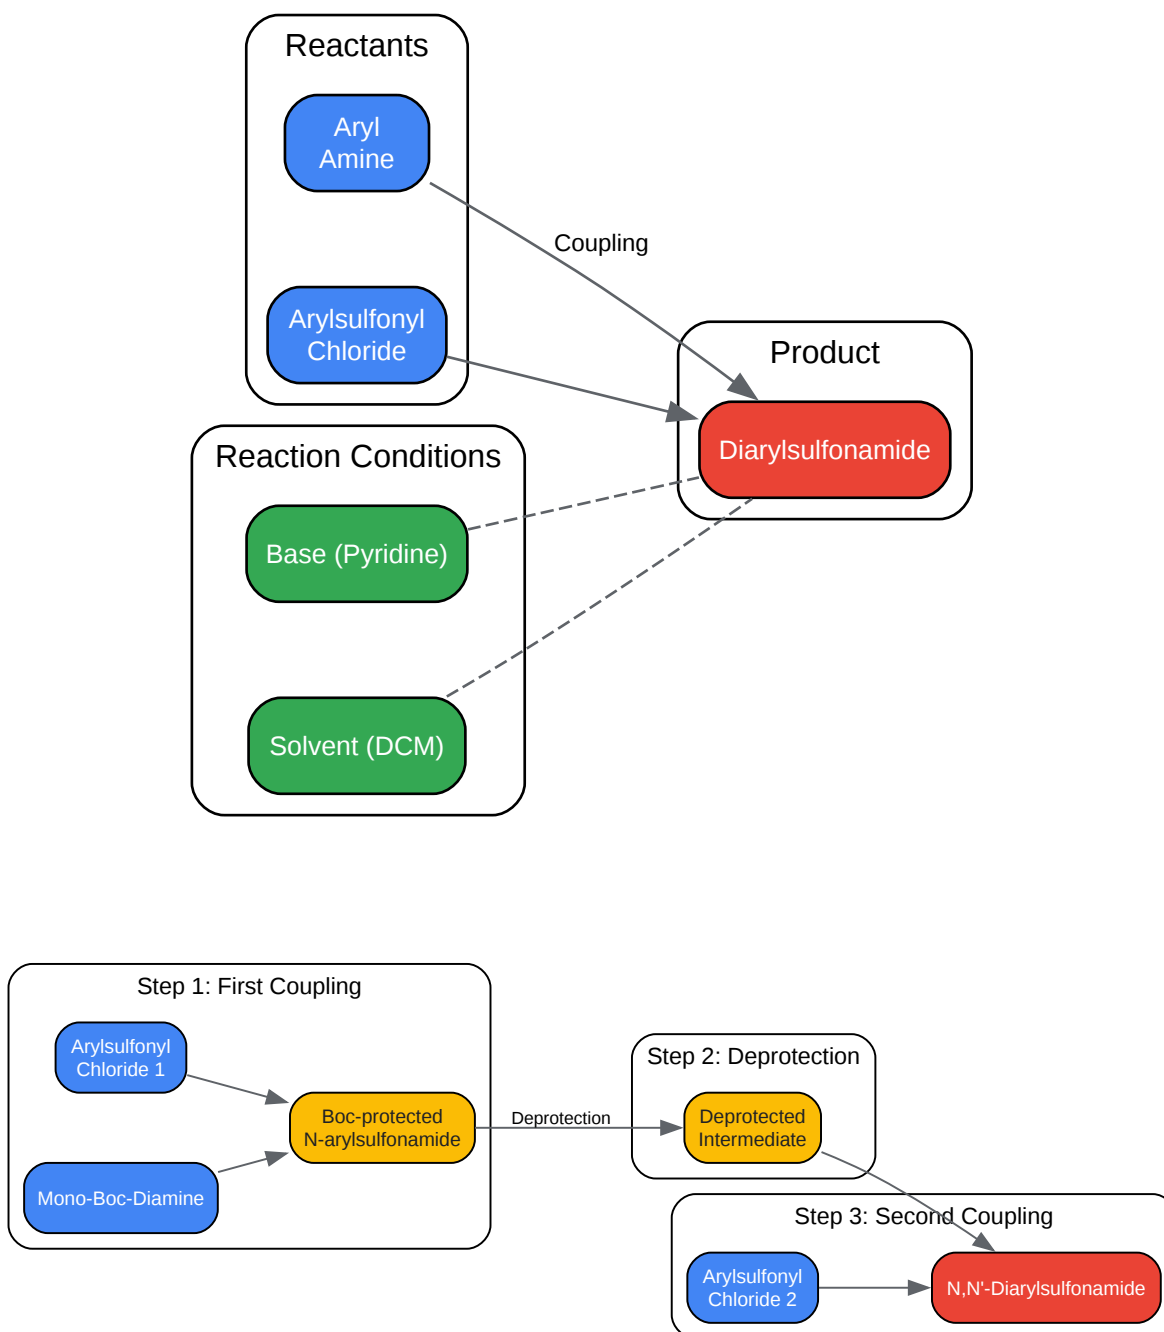 Reactants
Aryl
Amine
Coupling
Arylsulfonyl
Chloride
Product
Diarylsulfonamide
Reaction Conditions
Base (Pyridine)
Solvent (DCM)
Step 1: First Coupling
Arylsulfonyl
Chloride 1
Mono-Boc-Diamine
Boc-protected
N-arylsulfonamide
Deprotection
Step 2: Deprotection
Deprotected
Intermediate
Step 3: Second Coupling
Arylsulfonyl
Chloride 2
N,N'-Diarylsulfonamide